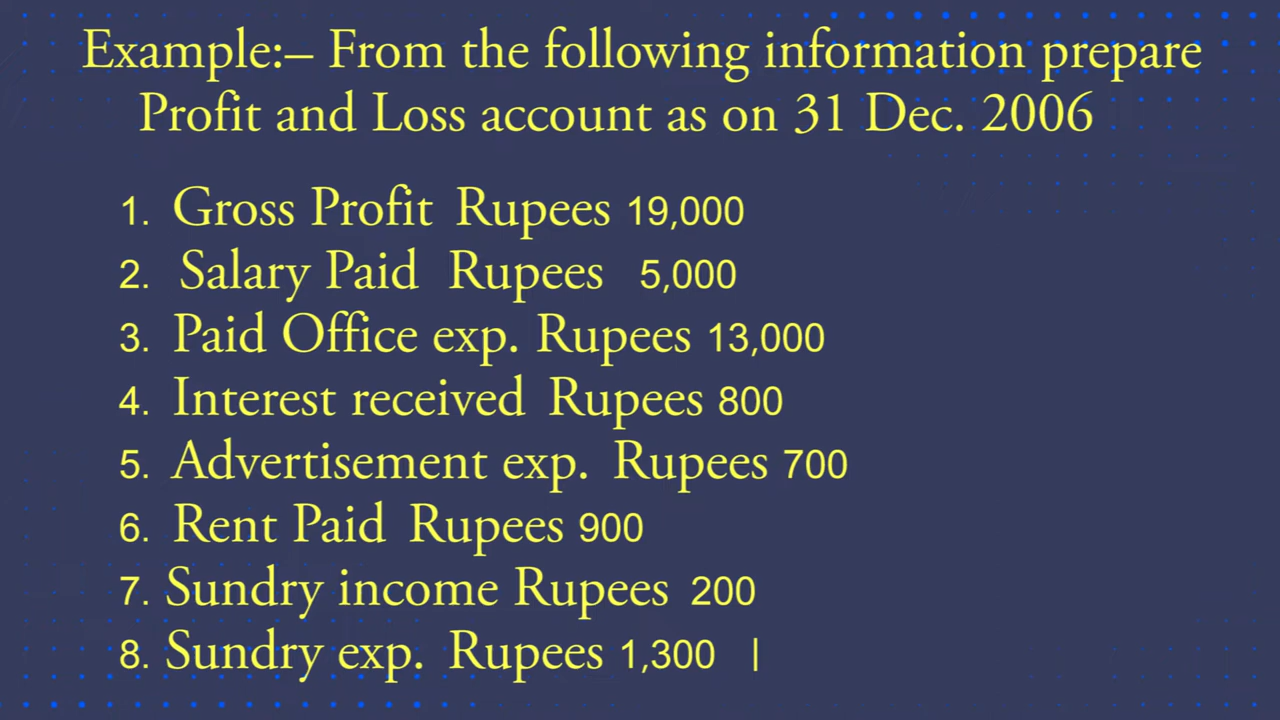 Example:– From the following information prepare
Profit and Loss account as on 31 Dec. 2006
1. Gross Profit Rupees 19,000
2. Salary Paid Rupees 5,000
3. Paid Office exp. Rupees 13,000
4. Interest received Rupees 800
5. Advertisement exp. Rupees 700
6. Rent Paid Rupees 900
7. Sundry income Rupees 200
8. Sundry exp. Rupees 1,300 |